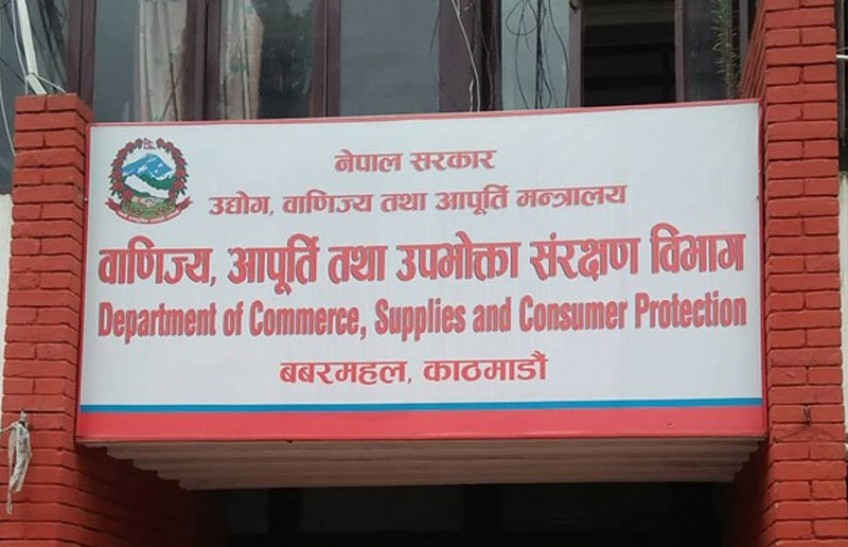 नेपाल सरकार
उद्योग, वाणिज्य तथा आपूर्ति मन्त्रालय
वाणिज्य, आपूर्ति तथा उपभोक्ता संरक्षण विभाग
Department of Commerce, Supplies and Consumer Protection
बबरमहल, काठमाडौं